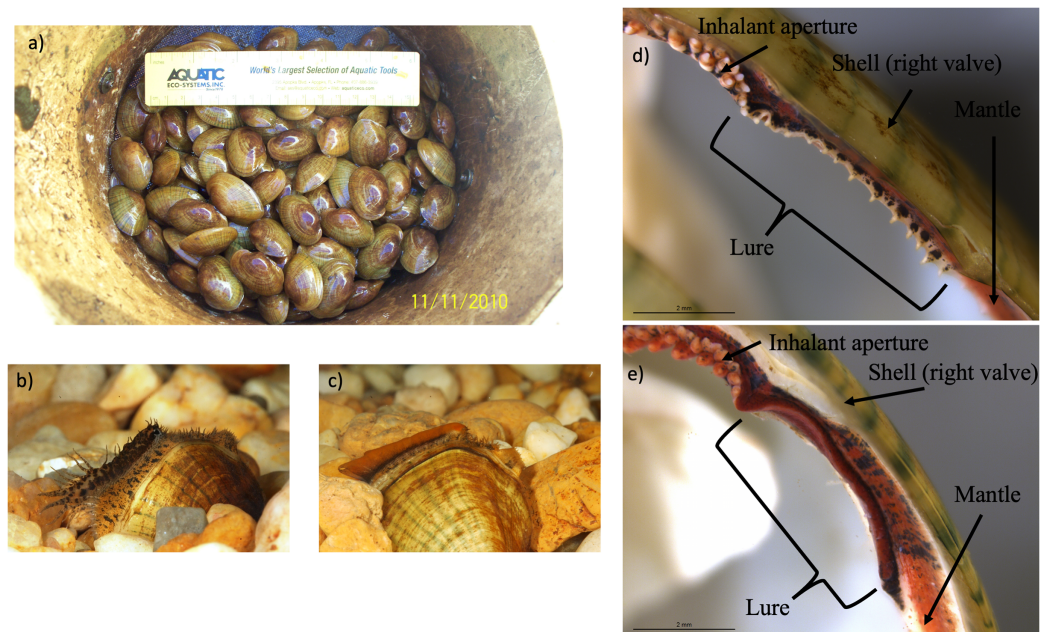 a)
AQUATIC
ECO-SYSTEMS, INC.
World's Largest Selection of Aquatic Tools
11/11/2010
b)
c)
d)
Inhalant aperture
Shell (right valve)
Mantle
Lure
2 mm
e)
Inhalant aperture
Shell (right valve)
Mantle
Lure
2 mm